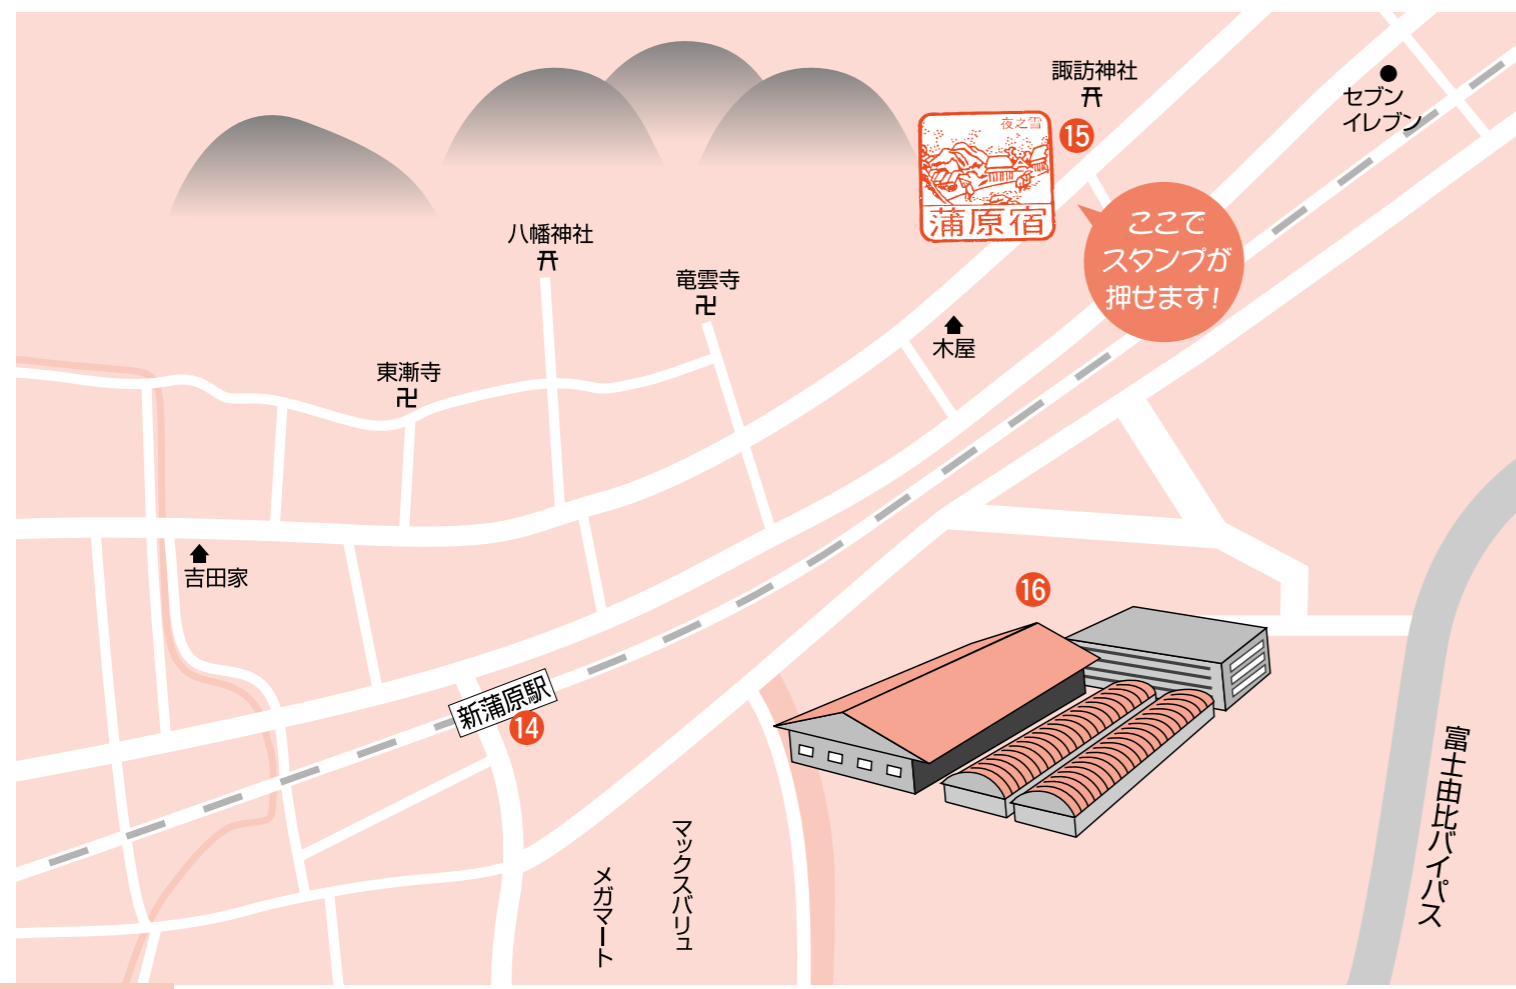 諏訪神社
セブン
イレブン
15
夜之雪
蒲原宿
ここで
スタンプが
押せます!
八幡神社
竜雲寺
木屋
東漸寺
吉田家
16
新蒲原駅
14
富士由比バイパス
マックスバリュ
メガマート